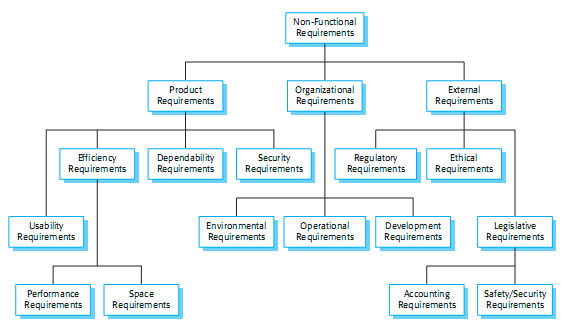 Non-Functional
Requirements
Product
Requirements
Organizational
Requirements
External
Requirements
Efficiency
Requirements
Dependability
Requirements
Security
Requirements
Regulatory
Requirements
Ethical
Requirements
Usability
Requirements
Environmental
Requirements
Operational
Requirements
Development
Requirements
Legislative
Requirements
Performance
Requirements
Space
Requirements
Accounting
Requirements
Safety/Security
Requirements